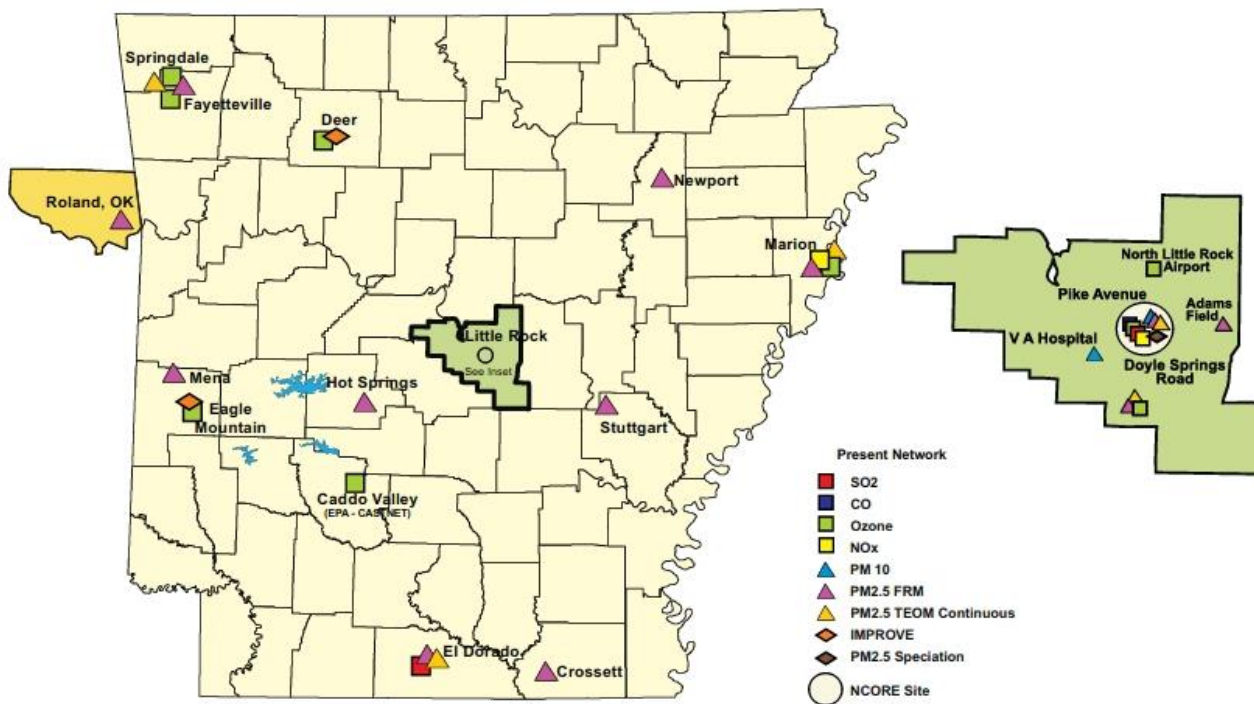 Springdale
Fayetteville
Deer
Roland, OK
Newport
Marion
Little Rock
See Inset
Mena
Hot Springs
Eagle
Mountain
Stuttgart
Caddo Valley
(EPA - CASTNET)
El Dorado
Crossett
North Little Rock
Airport
Pike Avenue
Adams
Field
V A Hospital
Doyle Springs
Road
Present Network
SO2
CO
Ozone
NOx
PM 10
PM2.5 FRM
PM2.5 TEOM Continuous
IMPROVE
PM2.5 Speciation
NCORE Site